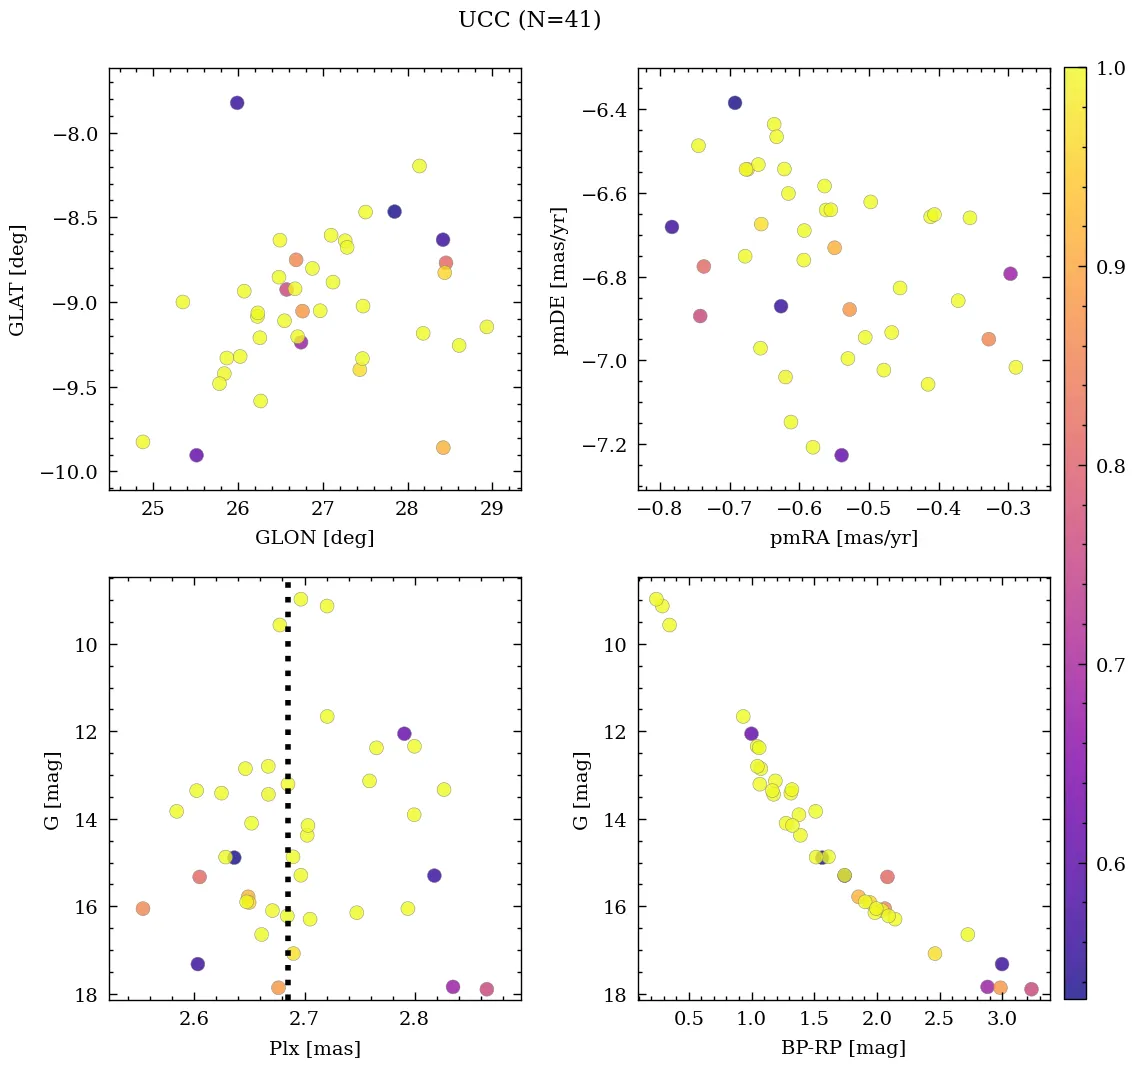 UCC (N=41)
−8.0
−8.5
−9.0
−9.5
−10.0
GLAT [deg]
25 26 27 28 29
GLON [deg]
−6.4
−6.6
−6.8
−7.0
−7.2
pmDE [mas/yr]
−0.8 −0.7 −0.6 −0.5 −0.4 −0.3
pmRA [mas/yr]
1.0
0.9
0.8
0.7
0.6
10
12
14
16
18
G [mag]
2.6 2.7 2.8
Plx [mas]
10
12
14
16
18
G [mag]
0.5 1.0 1.5 2.0 2.5 3.0
BP-RP [mag]